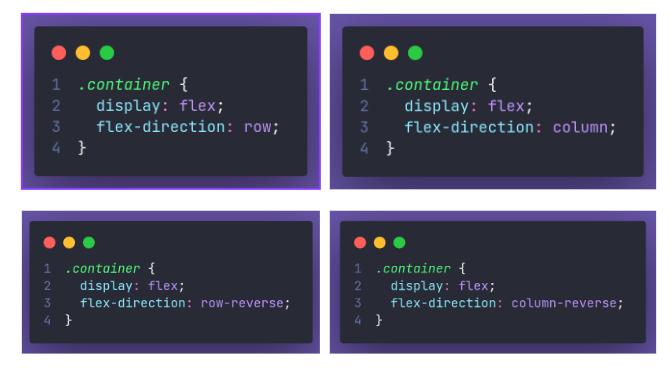 1 .container {
2 display: flex;
3 flex-direction: row;
4 }
1 .container {
2 display: flex;
3 flex-direction: column;
4 }
1 .container {
2 display: flex;
3 flex-direction: row-reverse;
4 }
1 .container {
2 display: flex;
3 flex-direction: column-reverse;
4 }